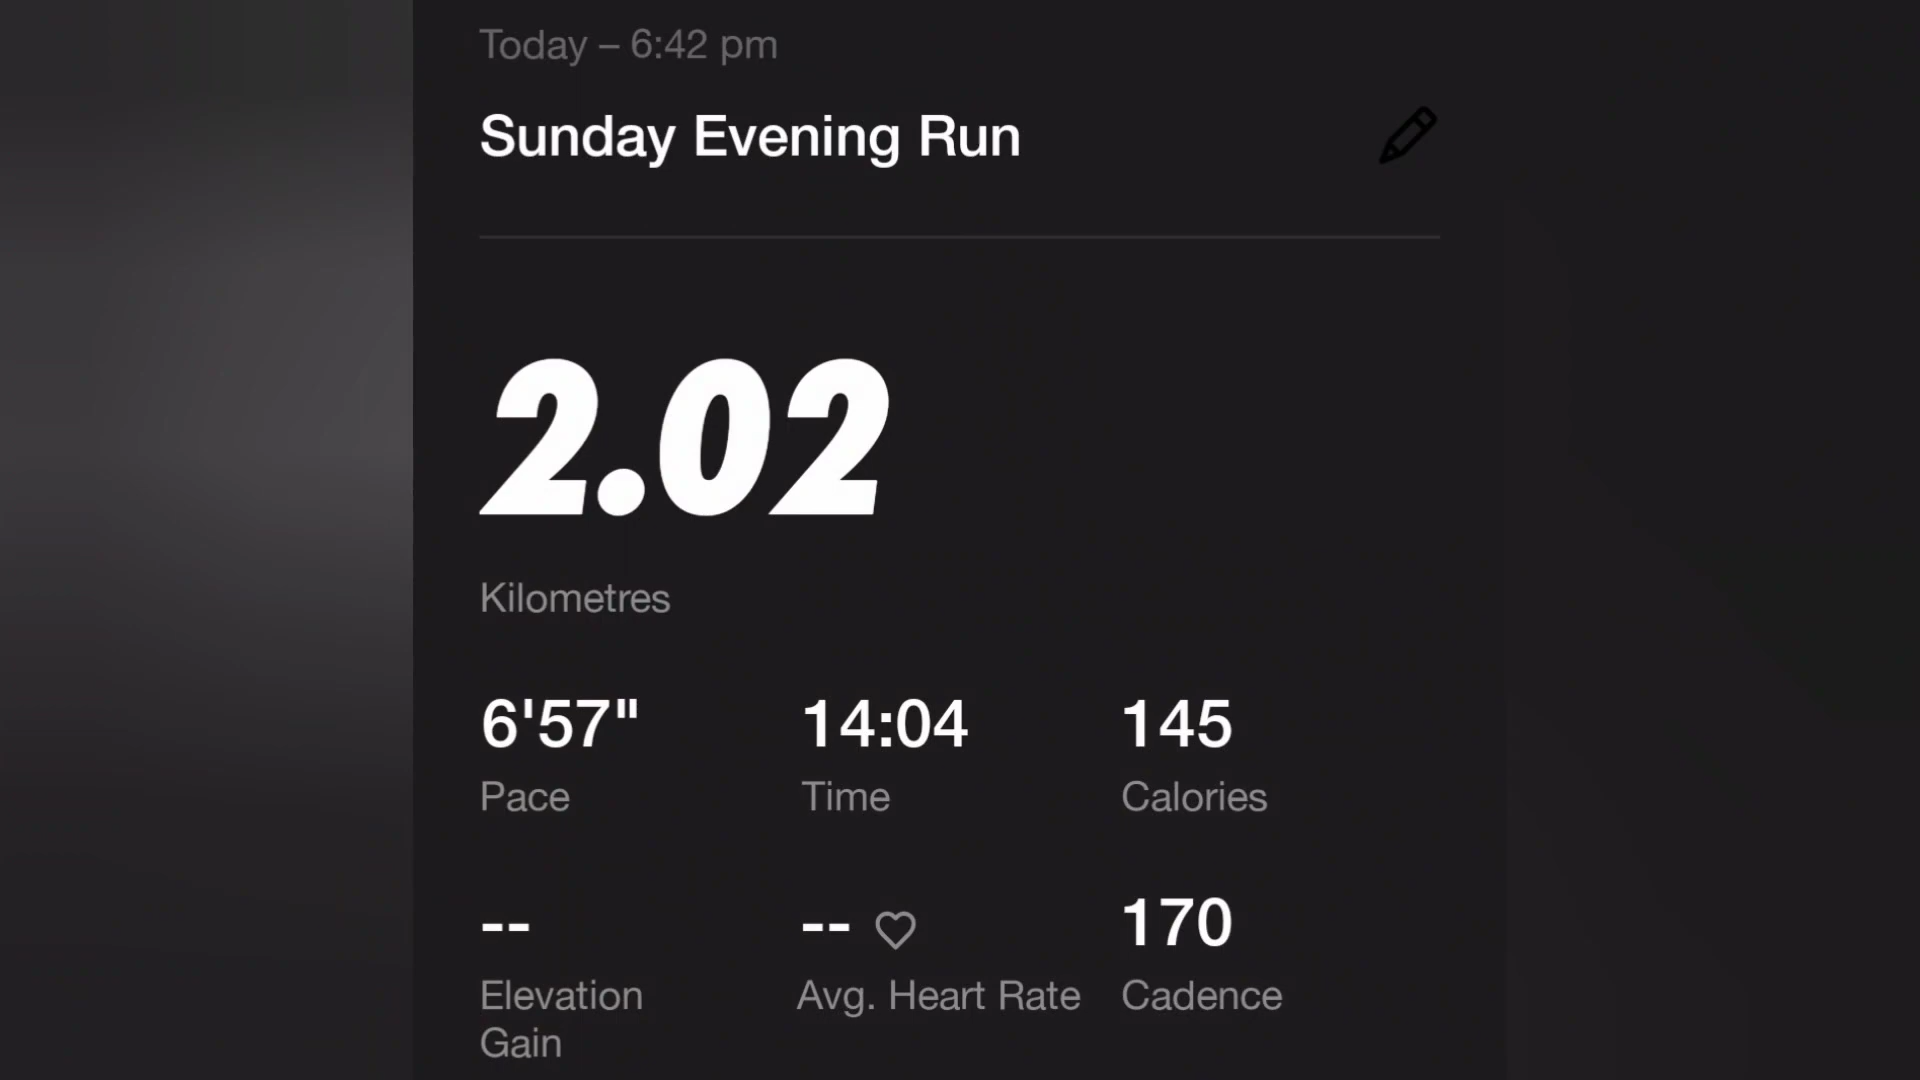 Today – 6:42 pm
Sunday Evening Run
2.02
Kilometres
6'57" 14:04 145
Pace Time Calories
-- -- 170
Elevation Gain Avg. Heart Rate Cadence